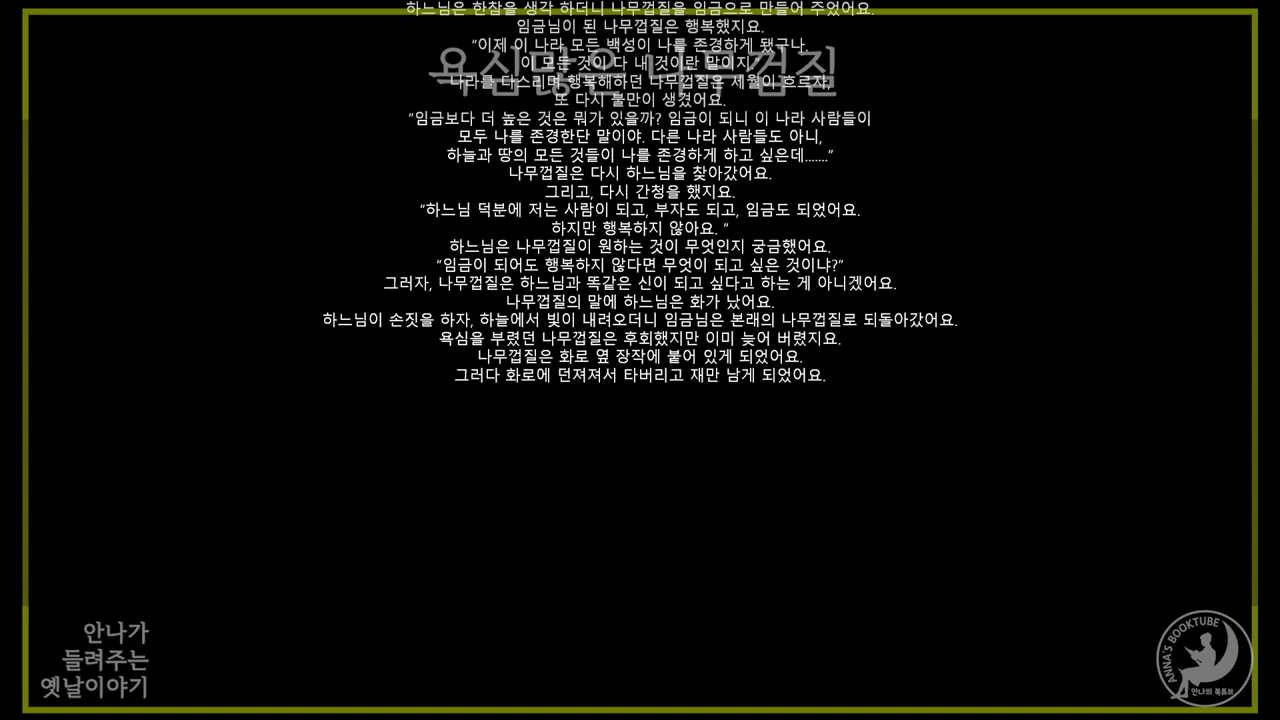 하느님은 한참을 생각 하더니 나무껍질을 임금으로 만들어 주었어요.
임금님이 된 나무껍질은 행복했지요.
“이제 이 나라 모든 백성이 나를 존경하게 됐구나.
이 모든 것이 다 내 것이란 말이지.”
욕심많은 나무껍질
나라를 다스리며 행복해하던 나무껍질은 세월이 흐르자,
또 다시 불만이 생겼어요.
“임금보다 더 높은 것은 뭐가 있을까? 임금이 되니 이 나라 사람들이
모두 나를 존경한단 말이야. 다른 나라 사람들도 아니,
하늘과 땅의 모든 것들이 나를 존경하게 하고 싶은데.......”
나무껍질은 다시 하느님을 찾아갔어요.
그리고, 다시 간청을 했지요.
“하느님 덕분에 저는 사람이 되고, 부자도 되고, 임금도 되었어요.
하지만 행복하지 않아요. “
하느님은 나무껍질이 원하는 것이 무엇인지 궁금했어요.
“임금이 되어도 행복하지 않다면 무엇이 되고 싶은 것이냐?”
그러자, 나무껍질은 하느님과 똑같은 신이 되고 싶다고 하는 게 아니겠어요.
나무껍질의 말에 하느님은 화가 났어요.
하느님이 손짓을 하자, 하늘에서 빛이 내려오더니 임금님은 본래의 나무껍질로 되돌아갔어요.
욕심을 부렸던 나무껍질은 후회했지만 이미 늦어 버렸지요.
나무껍질은 화로 옆 장작에 붙어 있게 되었어요.
그러다 화로에 던져져서 타버리고 재만 남게 되었어요.
안나가
들려주는
옛날이야기
ANNA'S BOOKTUBE
안나의 북튜브